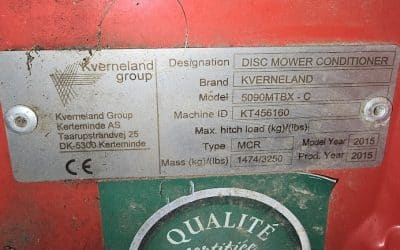 Kverneland
group
Kverneland Group
Kerteminde AS
Taarupstrandvej 25
DK-5300 Kerteminde
CE
Designation DISC MOWER CONDITIONER
Brand KVERNELAND
Model 5090MTBX - C
Machine ID KT456160
Max. hitch load (kg)/(lbs)
Type MCR Model Year 2015
Mass (kg)/(lbs) 1474/3250 Prod. Year 2015
QUALITÉ